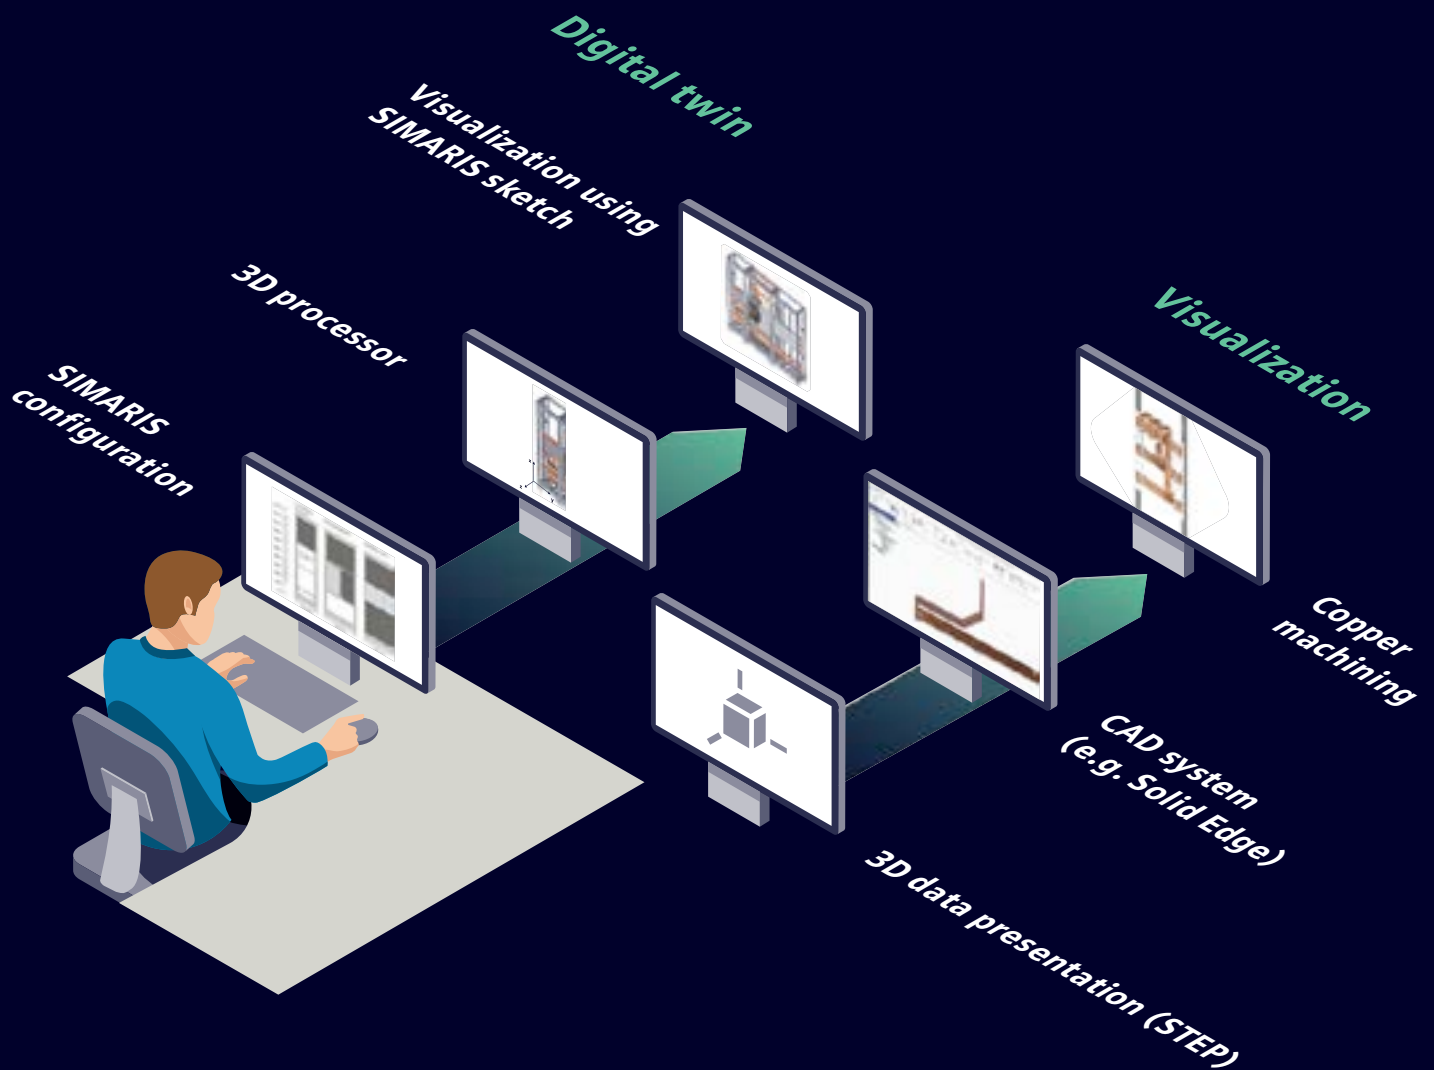 Digital twin
Visualization using
SIMARIS sketch
3D processor
SIMARIS
configuration
Visualization
Copper
machining
CAD system
(e.g. Solid Edge)
3D data presentation (STEP)